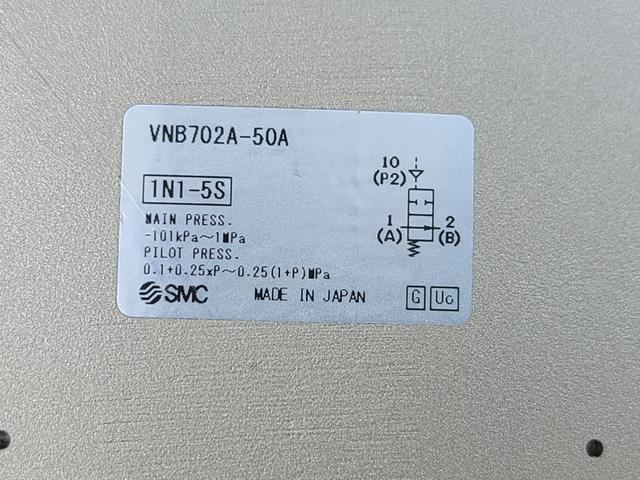 VNB702A-50A
1N1-5S
MAIN PRESS.
-101kPa~1MPa
PILOT PRESS.
0.1+0.25xP~0.25(1+P)MPa
SMC MADE IN JAPAN G Uc
10
(P2)
1 2
(A) (B)